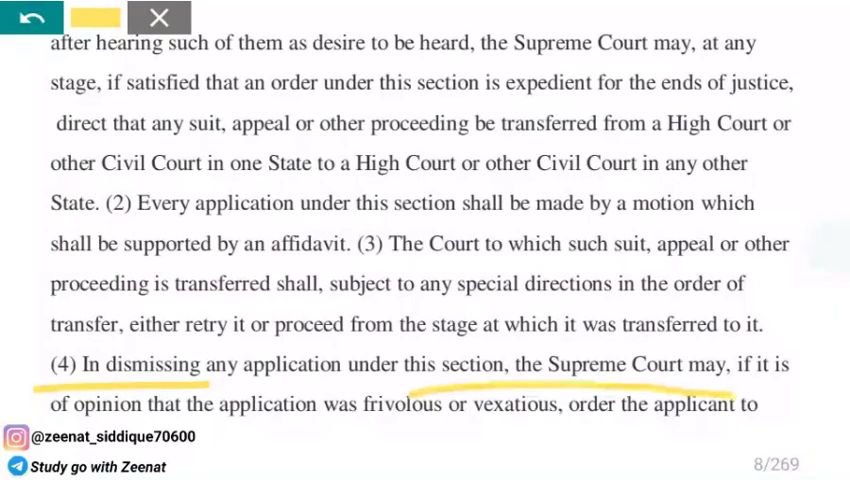 after hearing such of them as desire to be heard, the Supreme Court may, at any
stage, if satisfied that an order under this section is expedient for the ends of justice,
direct that any suit, appeal or other proceeding be transferred from a High Court or
other Civil Court in one State to a High Court or other Civil Court in any other
State. (2) Every application under this section shall be made by a motion which
shall be supported by an affidavit. (3) The Court to which such suit, appeal or other
proceeding is transferred shall, subject to any special directions in the order of
transfer, either retry it or proceed from the stage at which it was transferred to it.
(4) In dismissing any application under this section, the Supreme Court may, if it is
of opinion that the application was frivolous or vexatious, order the applicant to
@zeenat_siddique70600
Study go with Zeenat
8/269